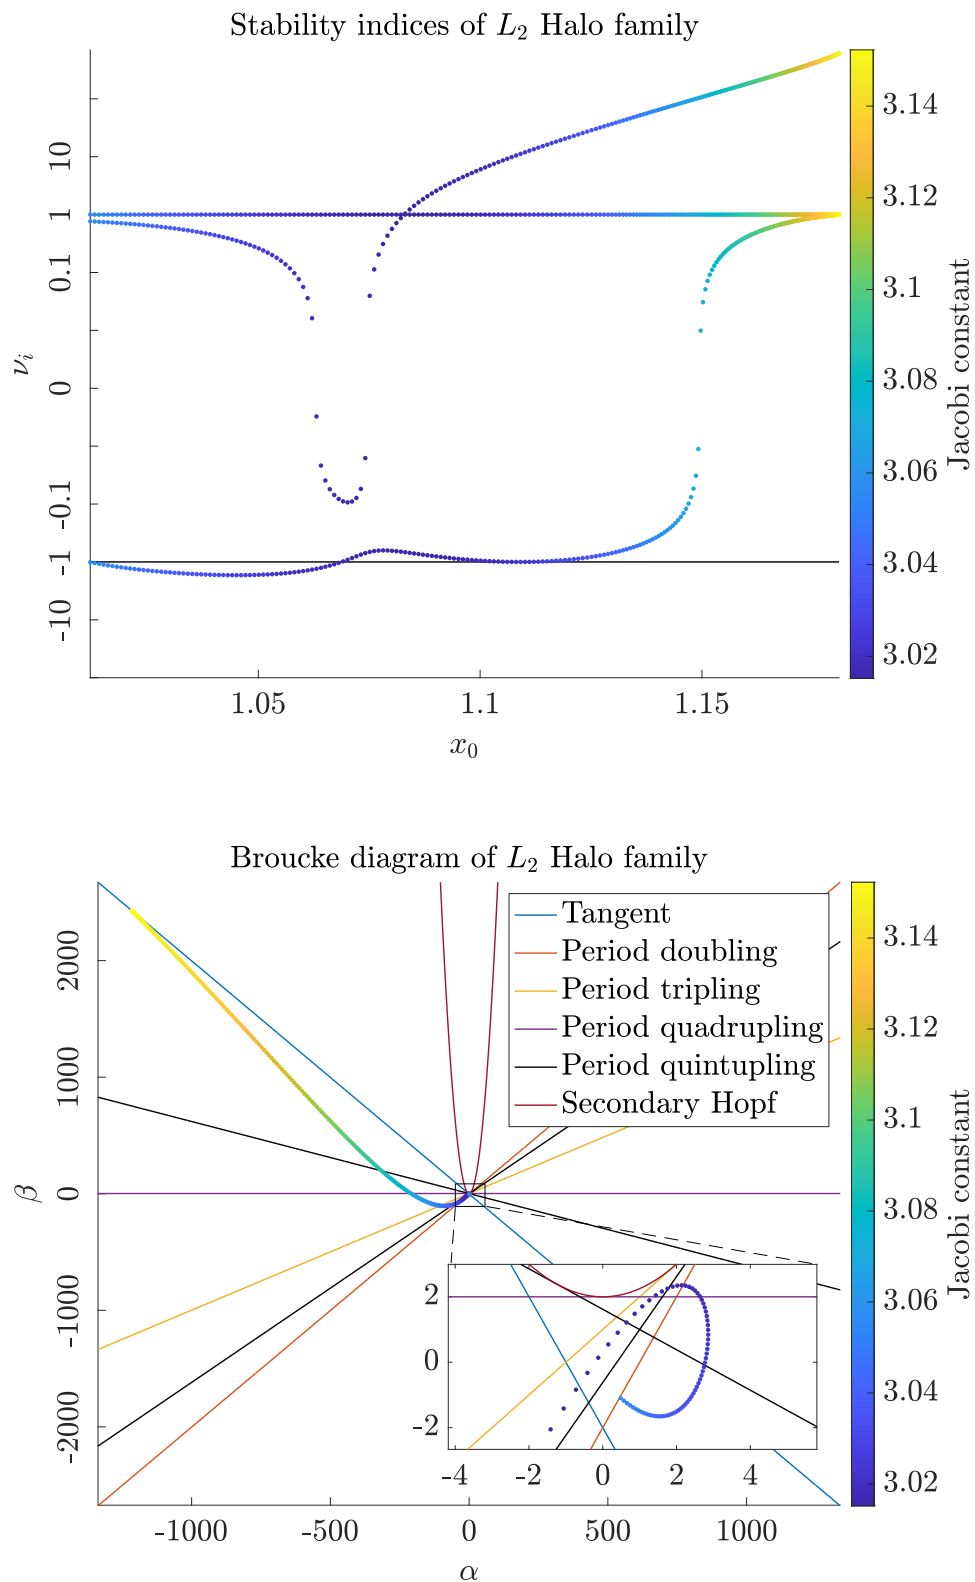 Stability indices of L₂ Halo family
10
1
0.1
0
-0.1
-1
-10
νᵢ
1.05 1.1 1.15
x₀
3.14
3.12
3.1
3.08
3.06
3.04
3.02
Jacobi constant
Broucke diagram of L₂ Halo family
Tangent
Period doubling
Period tripling
Period quadrupling
Period quintupling
Secondary Hopf
2000
1000
0
-1000
-2000
β
2
0
-2
-4 -2 0 2 4
-1000 -500 0 500 1000
α
3.14
3.12
3.1
3.08
3.06
3.04
3.02
Jacobi constant